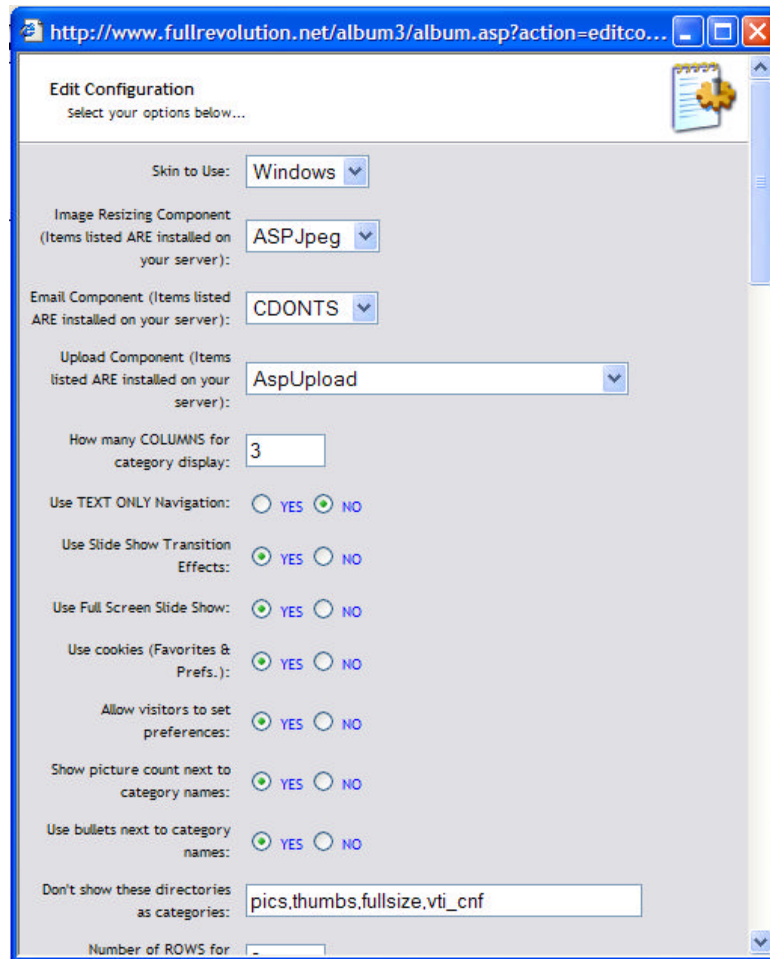 http://www.fullrevolution.net/album3/album.asp?action=editco...
Edit Configuration
Select your options below...
Skin to Use: Windows
Image Resizing Component
(Items listed ARE installed on
your server): ASPJpeg
Email Component (Items listed
ARE installed on your server): CDONTS
Upload Component (Items
listed ARE installed on your
server): AspUpload
How many COLUMNS for
category display: 3
Use TEXT ONLY Navigation: YES NO
Use Slide Show Transition
Effects: YES NO
Use Full Screen Slide Show: YES NO
Use cookies (Favorites &
Prefs.): YES NO
Allow visitors to set
preferences: YES NO
Show picture count next to
category names: YES NO
Use bullets next to category
names: YES NO
Don't show these directories
as categories: pics,thumbs,fullsize,vti_cnf
Number of ROWS for